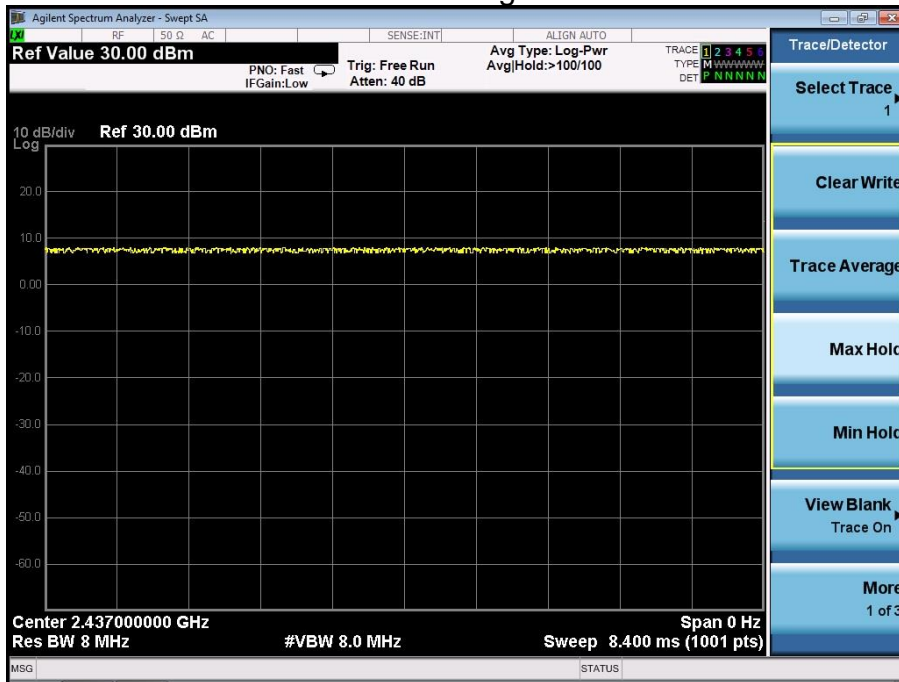 Agilent Spectrum Analyzer - Swept SA
LXI
RF
50 Ω
AC
SENSE:INT
ALIGN AUTO
Ref Value 30.00 dBm
PNO: Fast
IFGain:Low
Trig: Free Run
Atten: 40 dB
Avg Type: Log-Pwr
Avg|Hold:>100/100
TRACE 1 2 3 4 5 6
TYPE M WWWWW
DET P N N N N N
10 dB/div
Log
Ref 30.00 dBm
20.0
10.0
0.00
-10.0
-20.0
-30.0
-40.0
-50.0
-60.0
Center 2.437000000 GHz
Span 0 Hz
Res BW 8 MHz
#VBW 8.0 MHz
Sweep 8.400 ms (1001 pts)
MSG
STATUS
Trace/Detector
Select Trace
1
Clear Write
Trace Average
Max Hold
Min Hold
View Blank
Trace On
More
1 of 3